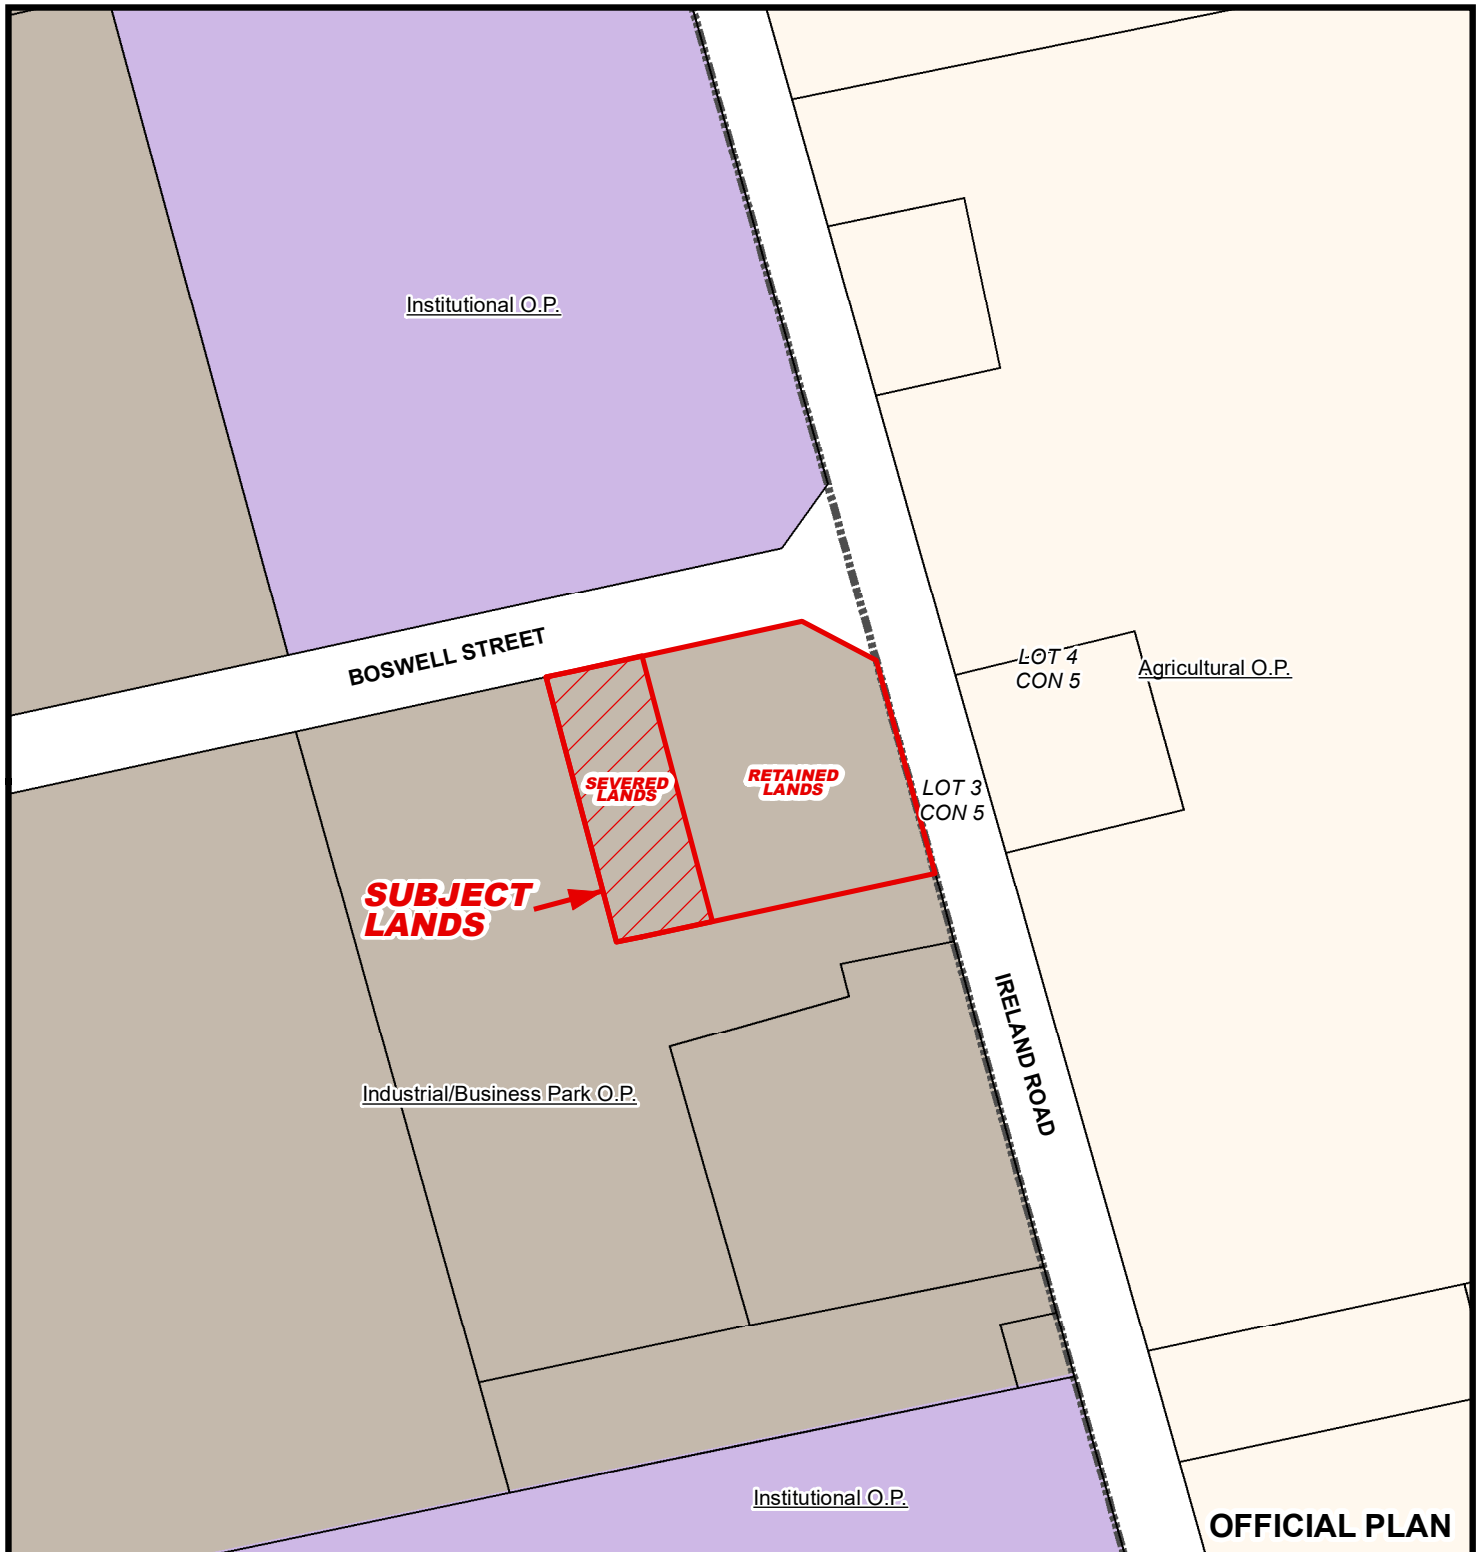 Institutional O.P.
BOSWELL STREET
LOT 4
CON 5
Agricultural O.P.
SEVERED
LANDS
RETAINED
LANDS
LOT 3
CON 5
SUBJECT
LANDS
IRELAND ROAD
Industrial/Business Park O.P.
Institutional O.P.
OFFICIAL PLAN